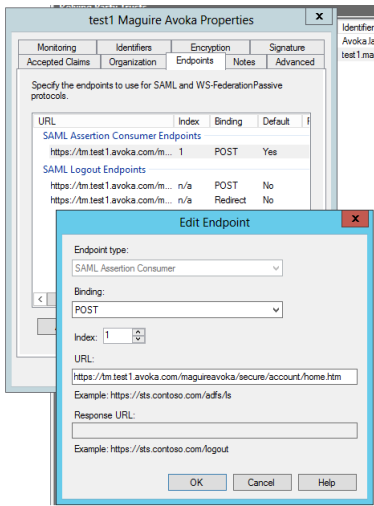 Relying Party Trusts
test1 Maguire Avoka Properties
x
Identifier
Avoka.la
test1.ma
Monitoring Identifiers Encryption Signature
Accepted Claims Organization Endpoints Notes Advanced
Specify the endpoints to use for SAML and WS-FederationPassive
protocols.
URL Index Binding Default
SAML Assertion Consumer Endpoints
https://tm.test1.avoka.com/m... 1 POST Yes
SAML Logout Endpoints
https://tm.test1.avoka.com/m... n/a POST No
https://tm.test1.avoka.com/m... n/a Redirect No
Edit Endpoint
x
Endpoint type:
SAML Assertion Consumer
Binding:
POST
Index: 1
URL:
https://tm.test1.avoka.com/maguireavoka/secure/account/home.htm
Example: https://sts.contoso.com/adfs/ls
Response URL:
Example: https://sts.contoso.com/logout
OK Cancel Help